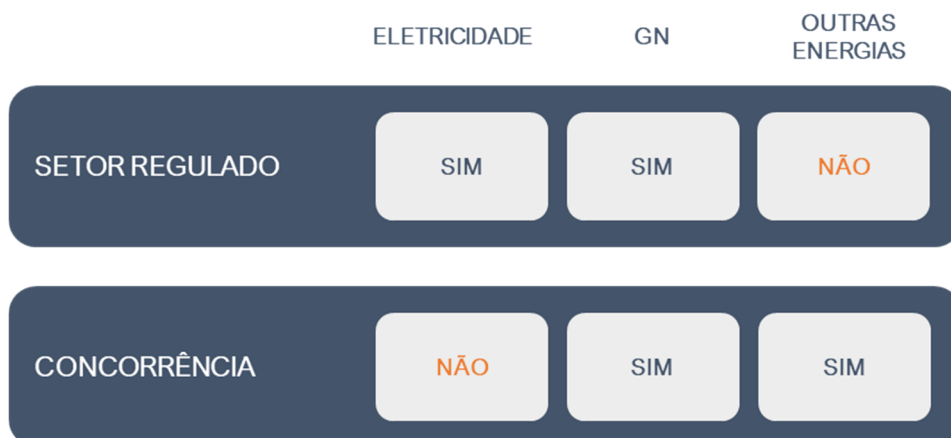 ELETRICIDADE GN OUTRAS
ENERGIAS
SETOR REGULADO SIM SIM NÃO
CONCORRÊNCIA NÃO SIM SIM